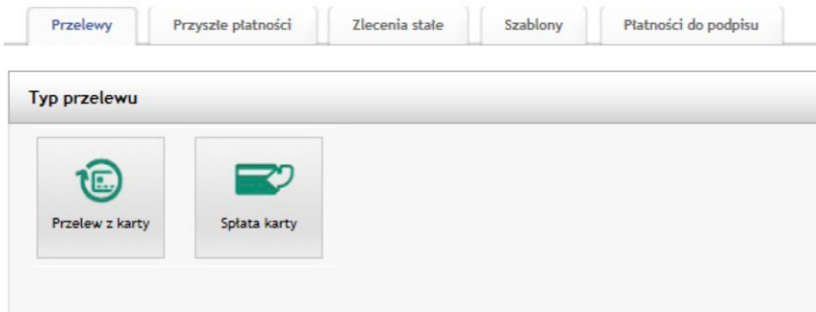 Przelewy Przyszłe płatności Zlecenia stałe Szablony Płatności do podpisu
Typ przelewu
Przelew z karty Spłata karty